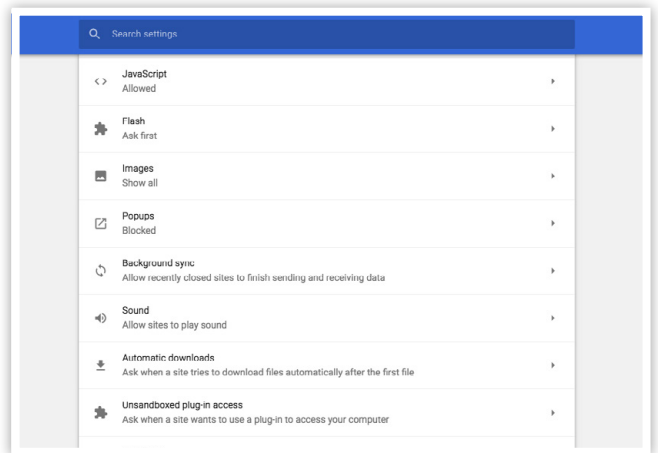 Search settings
JavaScript
Allowed
Flash
Ask first
Images
Show all
Popups
Blocked
Background sync
Allow recently closed sites to finish sending and receiving data
Sound
Allow sites to play sound
Automatic downloads
Ask when a site tries to download files automatically after the first file
Unsandboxed plug-in access
Ask when a site wants to use a plug-in to access your computer